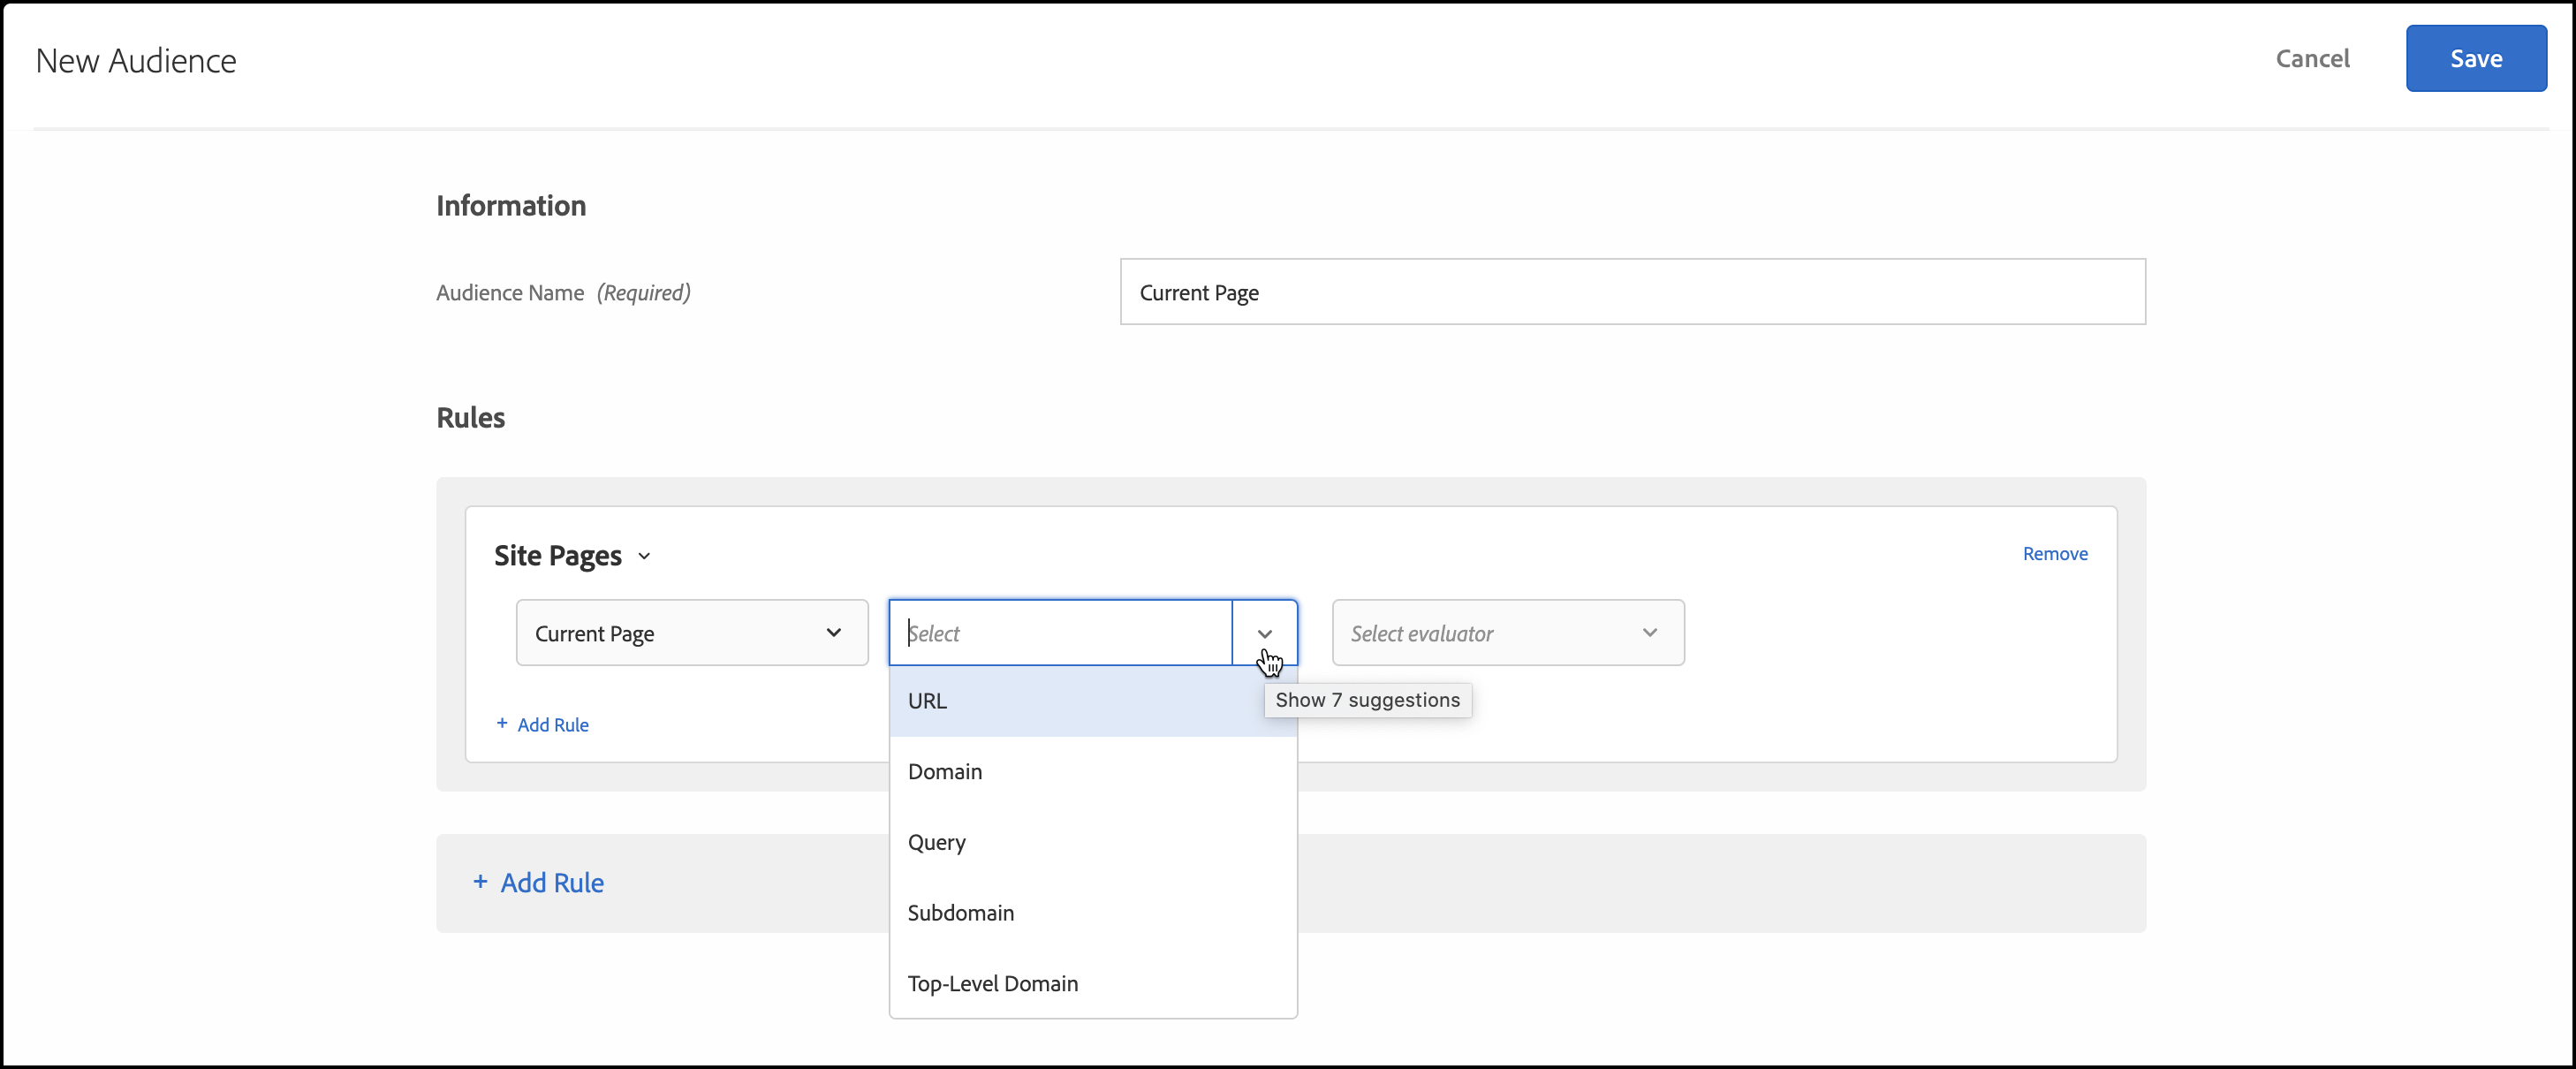 New Audience
Cancel
Save
Information
Audience Name (Required)
Current Page
Rules
Site Pages
Remove
Current Page
Select
Select evaluator
URL
Show 7 suggestions
+ Add Rule
Domain
Query
+ Add Rule
Subdomain
Top-Level Domain